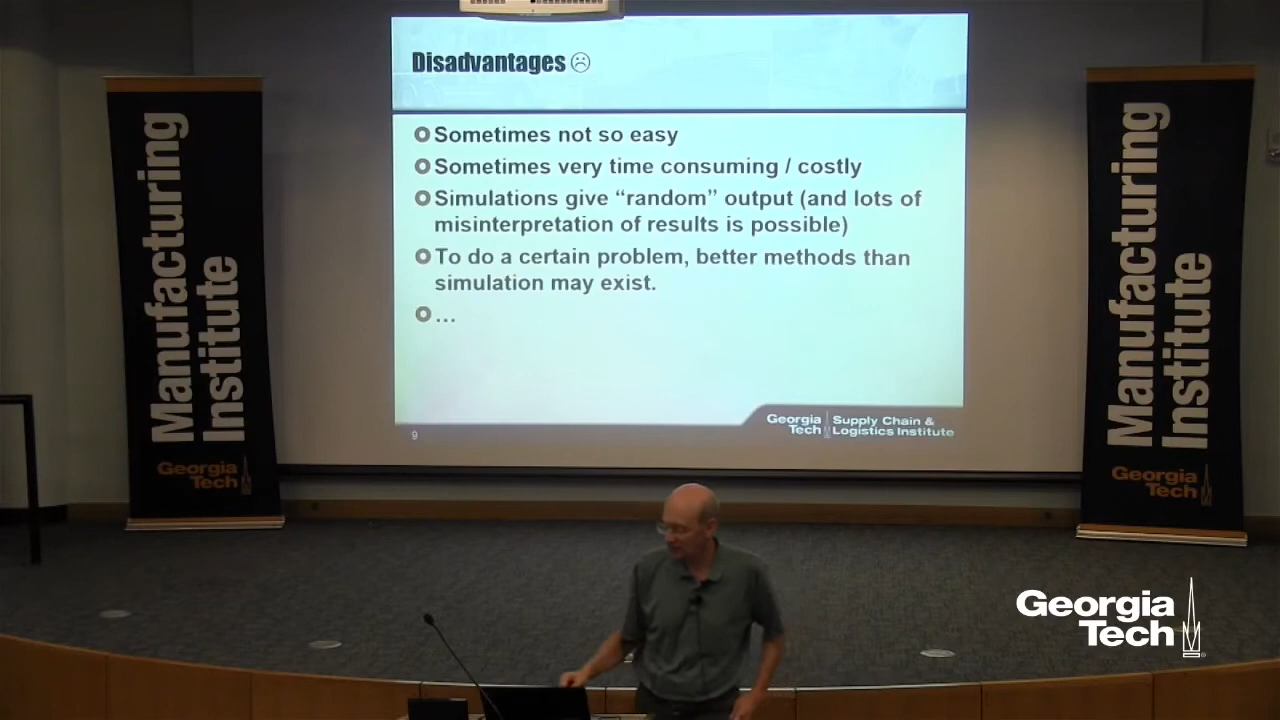 Disadvantages ☹
Sometimes not so easy
Sometimes very time consuming / costly
Simulations give “random” output (and lots of
misinterpretation of results is possible)
To do a certain problem, better methods than
simulation may exist.
...
9
Georgia
Tech
Supply Chain &
Logistics Institute
Manufacturing
Institute
Georgia
Tech
Manufacturing
Institute
Georgia
Tech
Georgia
Tech